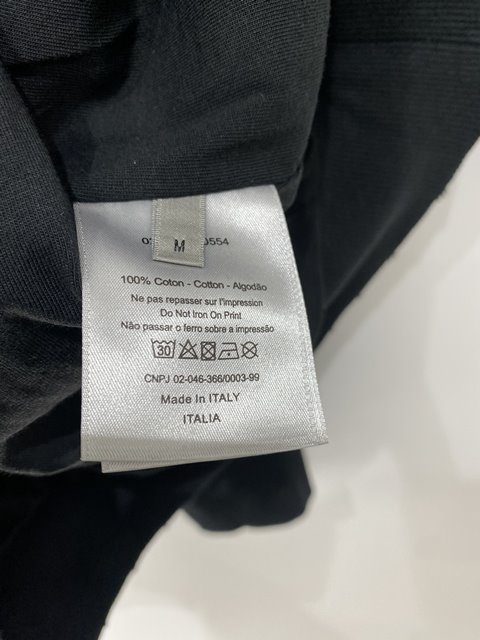 M
100% Coton - Cotton - Algodão
Ne pas repasser sur l'impression
Do Not Iron On Print
Não passar o ferro sobre a impressão
30
CNPJ 02-046-366/0003-99
Made In ITALY
ITALIA